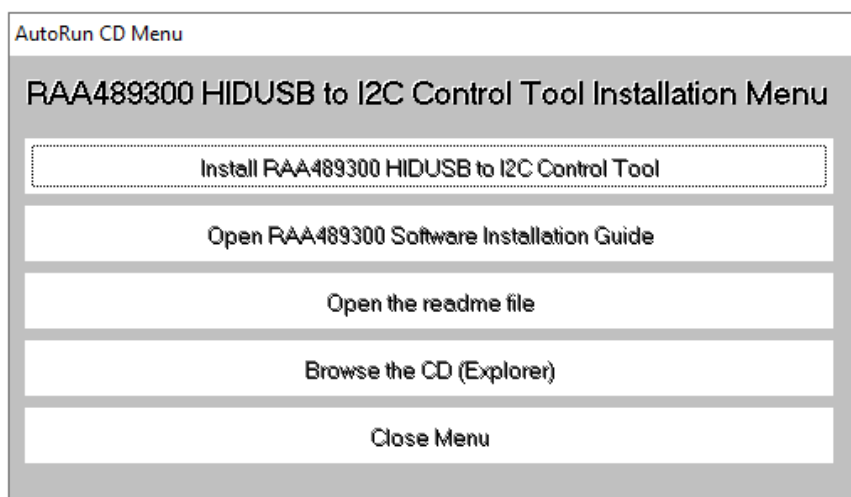 AutoRun CD Menu
RAA489300 HIDUSB to I2C Control Tool Installation Menu
Install RAA489300 HIDUSB to I2C Control Tool
Open RAA489300 Software Installation Guide
Open the readme file
Browse the CD (Explorer)
Close Menu